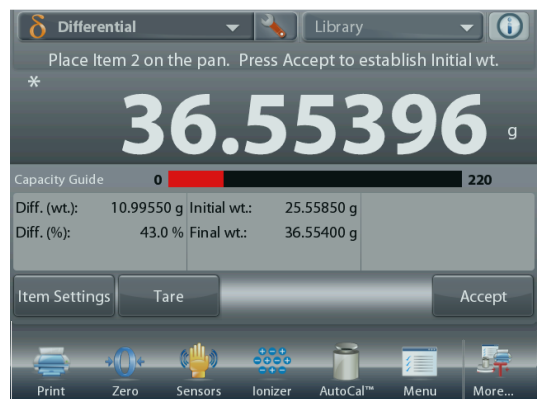 δ Differential Library
Place Item 2 on the pan. Press Accept to establish Initial wt.
*
36.55396 g
Capacity Guide 0 220
Diff. (wt.): 10.99550 g Initial wt.: 25.55850 g
Diff. (%): 43.0 % Final wt.: 36.55400 g
Item Settings Tare Accept
Print Zero Sensors Ionizer AutoCal™ Menu More...